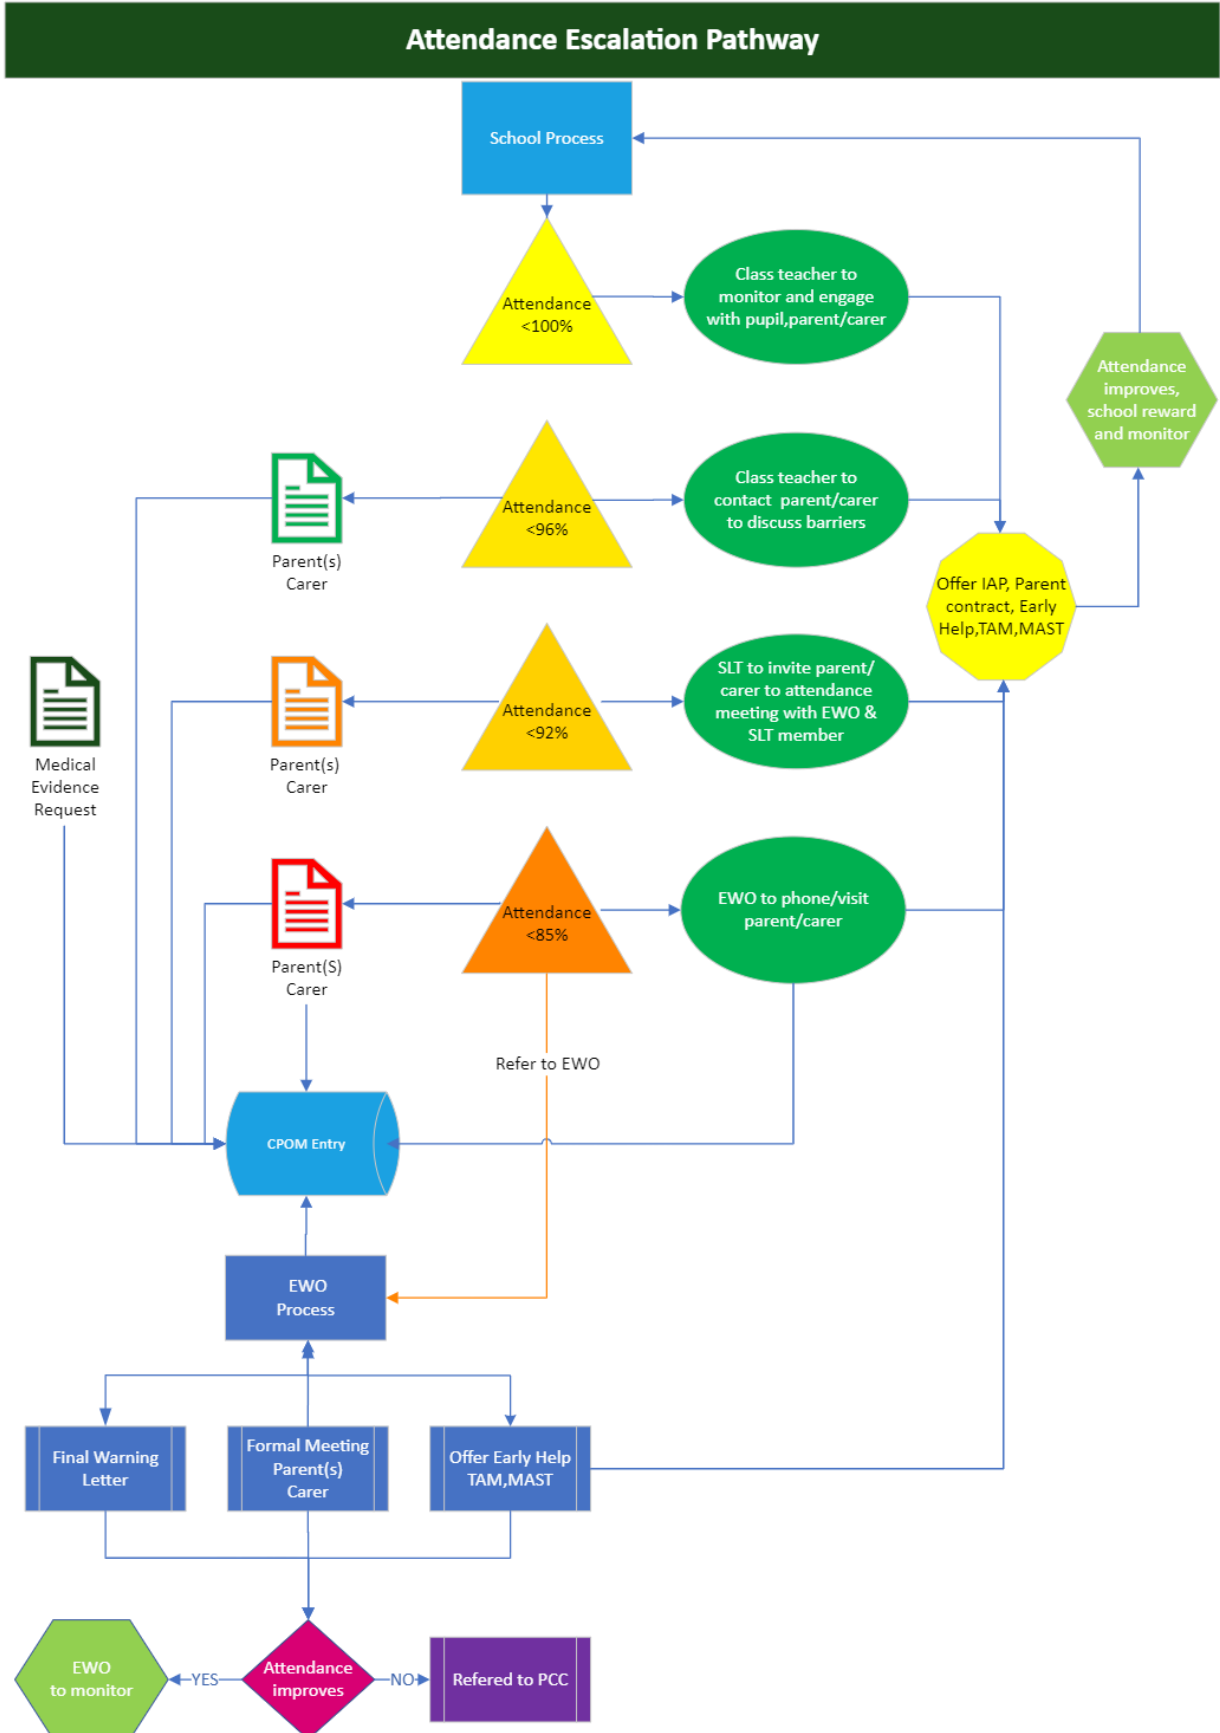 Attendance Escalation Pathway
School Process
Attendance
<100%
Class teacher to
monitor and engage
with pupil,parent/carer
Attendance
improves,
school reward
and monitor
Parent(s)
Carer
Attendance
<96%
Class teacher to
contact parent/carer
to discuss barriers
Offer IAP, Parent
contract, Early
Help,TAM,MAST
Medical
Evidence
Request
Parent(s)
Carer
Attendance
<92%
SLT to invite parent/
carer to attendance
meeting with EWO &
SLT member
Parent(S)
Carer
Attendance
<85%
EWO to phone/visit
parent/carer
Refer to EWO
CPOM Entry
EWO
Process
Final Warning
Letter
Formal Meeting
Parent(s)
Carer
Offer Early Help
TAM,MAST
EWO
to monitor
YES
Attendance
improves
NO
Refered to PCC